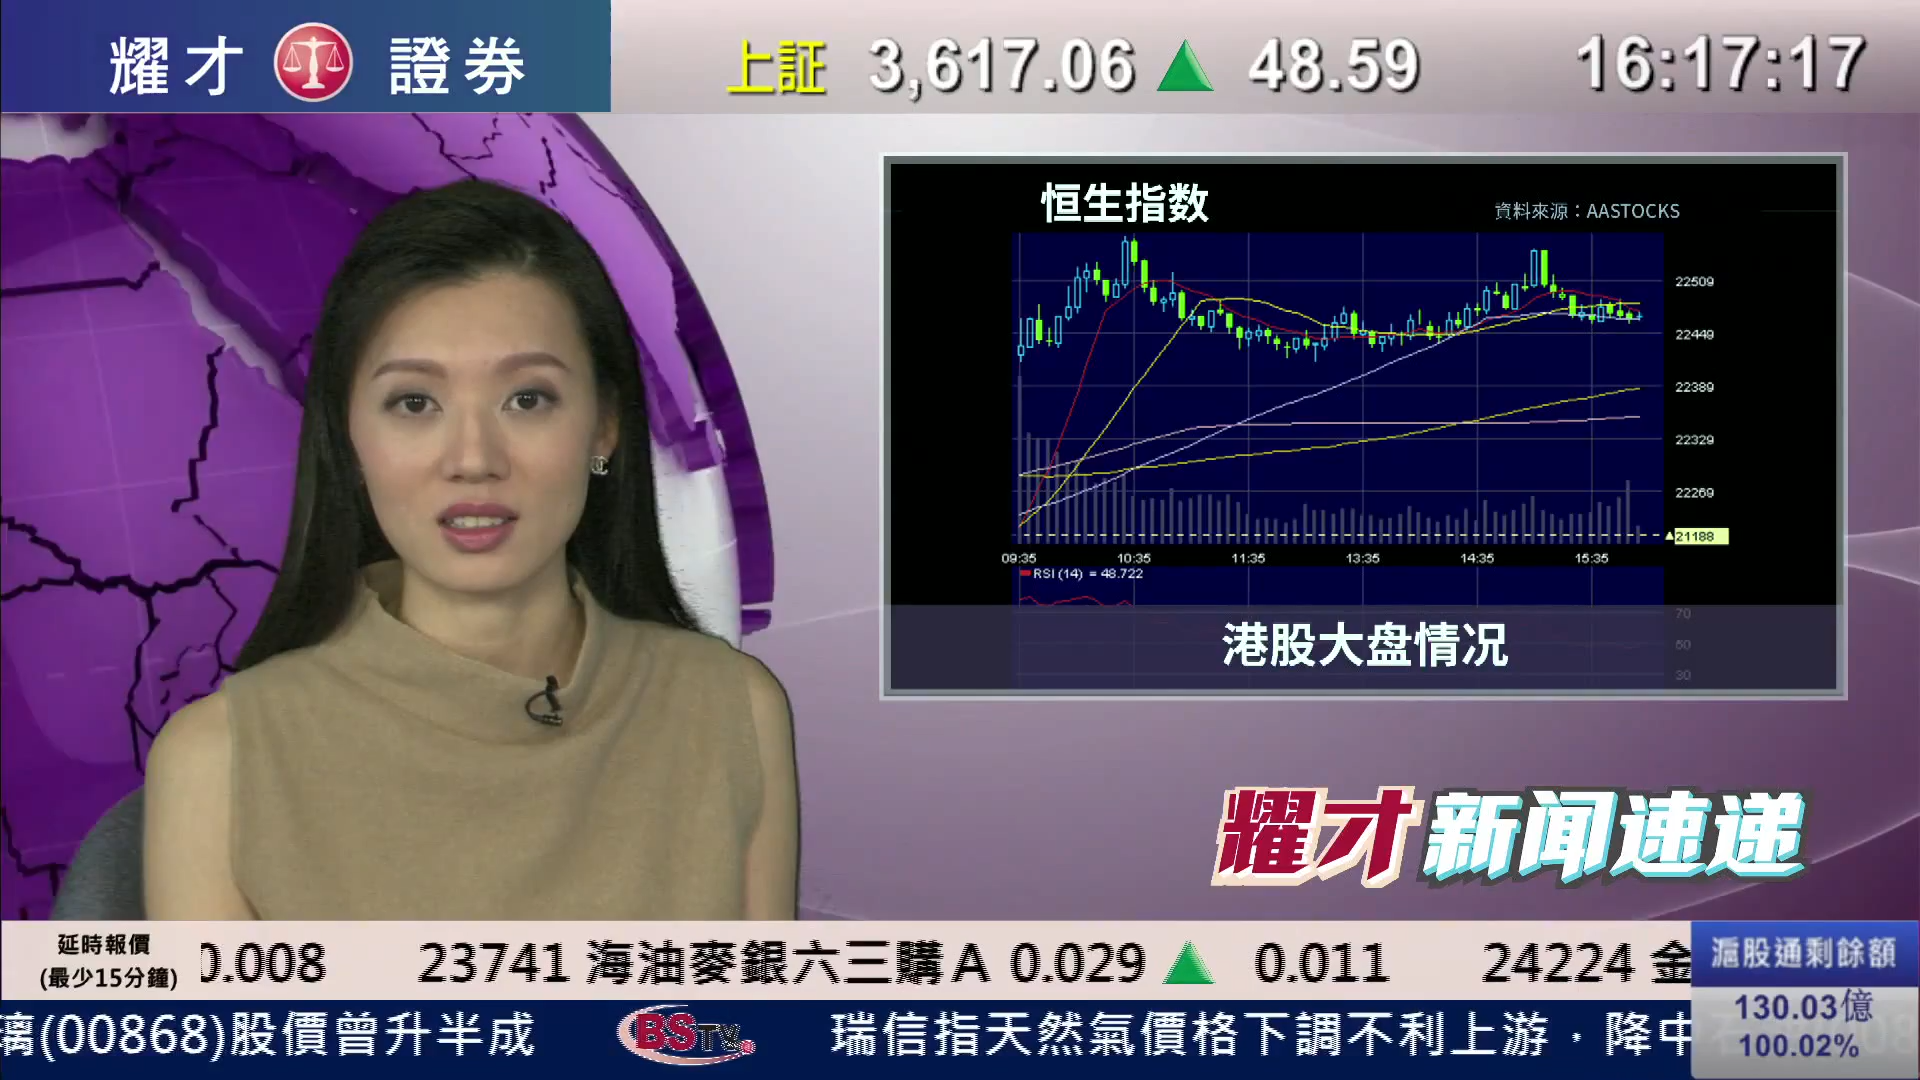 耀才 證券
上証 3,617.06 ▲ 48.59
16:17:17
恒生指数
資料來源：AASTOCKS
22509
22449
22389
22329
22269
21188
09:35 10:35 11:35 13:35 14:35 15:35
RSI (14) = 48.722
70
50
30
港股大盘情况
耀才新闻速递
延時報價
(最少15分鐘)
0.008 23741 海油麥銀六三購A 0.029 ▲ 0.011 24224 金
滬股通剩餘額
130.03億
100.02%
(00868)股價曾升半成 BSTV 瑞信指天然氣價格下調不利上游，降中